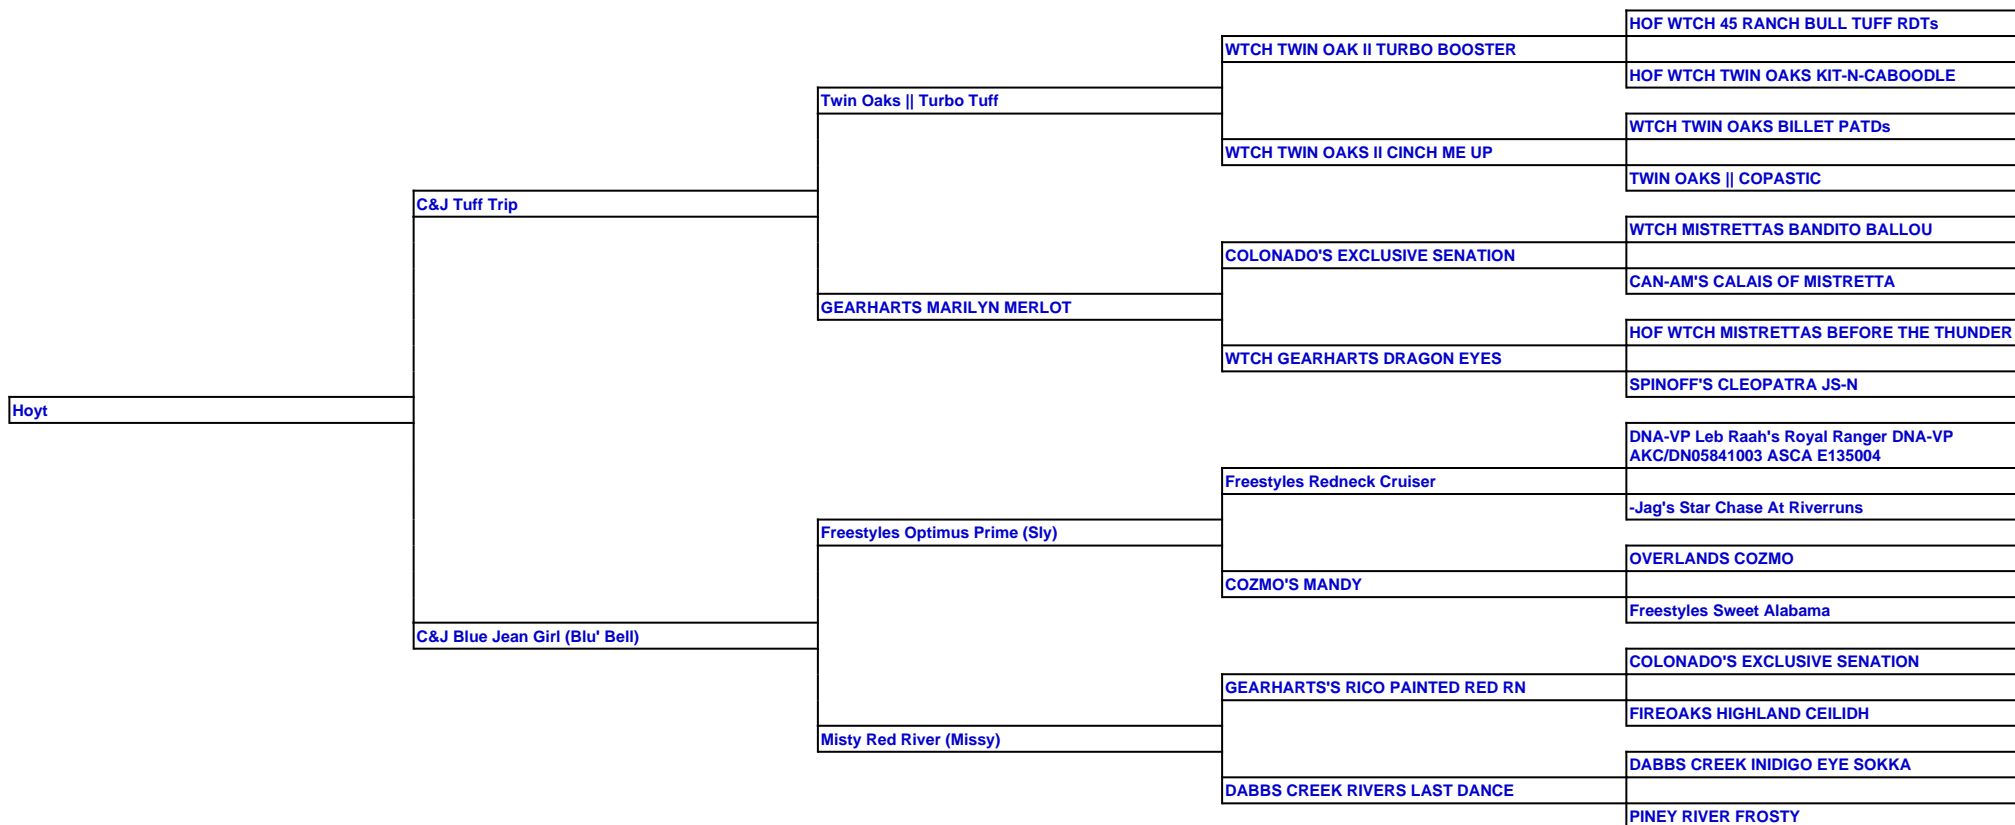 HOF WTCH 45 RANCH BULL TUFF RDTs
WTCH TWIN OAK II TURBO BOOSTER
HOF WTCH TWIN OAKS KIT-N-CABOODLE
Twin Oaks || Turbo Tuff
WTCH TWIN OAKS BILLET PATDs
WTCH TWIN OAKS II CINCH ME UP
TWIN OAKS || COPASTIC
C&J Tuff Trip
WTCH MISTRETTAS BANDITO BALLOU
COLONADO'S EXCLUSIVE SENATION
CAN-AM'S CALAIS OF MISTRETTA
GEARHARTS MARILYN MERLOT
HOF WTCH MISTRETTAS BEFORE THE THUNDER
WTCH GEARHARTS DRAGON EYES
SPINOFF'S CLEOPATRA JS-N
Hoyt
DNA-VP Leb Raah's Royal Ranger DNA-VP
AKC/DN05841003 ASCA E135004
Freestyles Redneck Cruiser
-Jag's Star Chase At Riverruns
Freestyles Optimus Prime (Sly)
OVERLANDS COZMO
COZMO'S MANDY
Freestyles Sweet Alabama
C&J Blue Jean Girl (Blu' Bell)
COLONADO'S EXCLUSIVE SENATION
GEARHARTS'S RICO PAINTED RED RN
FIREOAKS HIGHLAND CEILIDH
Misty Red River (Missy)
DABBS CREEK INIDIGO EYE SOKKA
DABBS CREEK RIVERS LAST DANCE
PINEY RIVER FROSTY